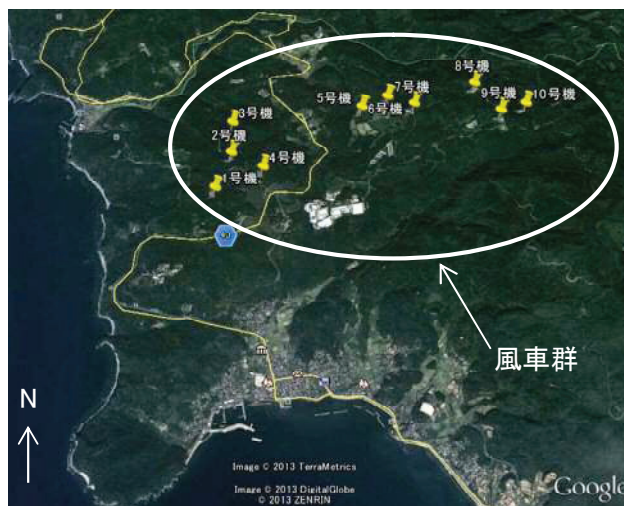 8号機
7号機
5号機
6号機
9号機
10号機
3号機
2号機
4号機
1号機
風車群
N
Image © 2013 TerraMetrics
Image © 2013 DigitalGlobe
© 2013 ZENRIN
Google